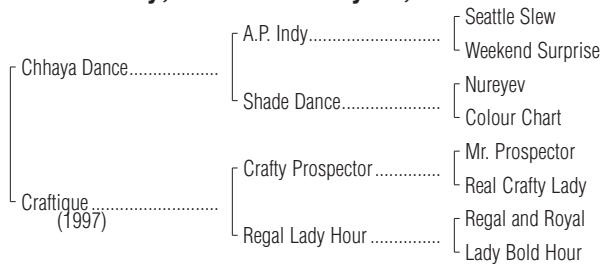 Seattle Slew
A.P. Indy....................
Weekend Surprise
Chhaya Dance..................
Nureyev
Shade Dance....................
Colour Chart
Mr. Prospector
Crafty Prospector.............
Real Crafty Lady
Craftique.........................
(1997)
Regal and Royal
Regal Lady Hour..............
Lady Bold Hour